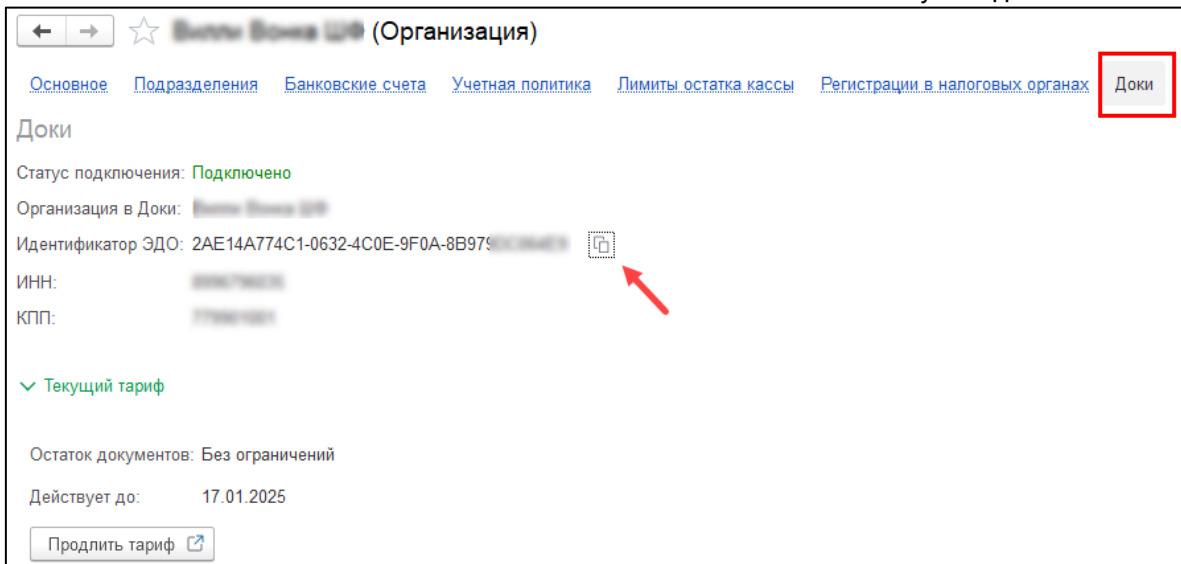 (Организация)
Основное Подразделения Банковские счета Учетная политика Лимиты остатка кассы Регистрации в налоговых органах Доки
Доки
Статус подключения: Подключено
Организация в Доки:
Идентификатор ЭДО: 2AE14A774C1-0632-4C0E-9F0A-8B979
ИНН:
КПП:
Текущий тариф
Остаток документов: Без ограничений
Действует до: 17.01.2025
Продлить тариф